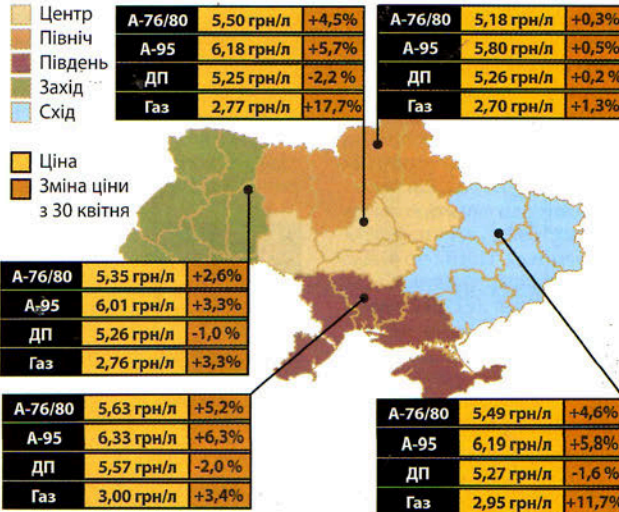 Центр
Північ
Південь
Захід
Схід
Ціна
Зміна ціни
з 30 квітня
А-76/80 5,50 грн/л +4,5%
А-95 6,18 грн/л +5,7%
ДП 5,25 грн/л -2,2 %
Газ 2,77 грн/л +17,7%
А-76/80 5,18 грн/л +0,3%
А-95 5,80 грн/л +0,5%
ДП 5,26 грн/л +0,2 %
Газ 2,70 грн/л +1,3%
А-76/80 5,35 грн/л +2,6%
А-95 6,01 грн/л +3,3%
ДП 5,26 грн/л -1,0 %
Газ 2,76 грн/л +3,3%
А-76/80 5,63 грн/л +5,2%
А-95 6,33 грн/л +6,3%
ДП 5,57 грн/л -2,0 %
Газ 3,00 грн/л +3,4%
А-76/80 5,49 грн/л +4,6%
А-95 6,19 грн/л +5,8%
ДП 5,27 грн/л -1,6 %
Газ 2,95 грн/л +11,7%